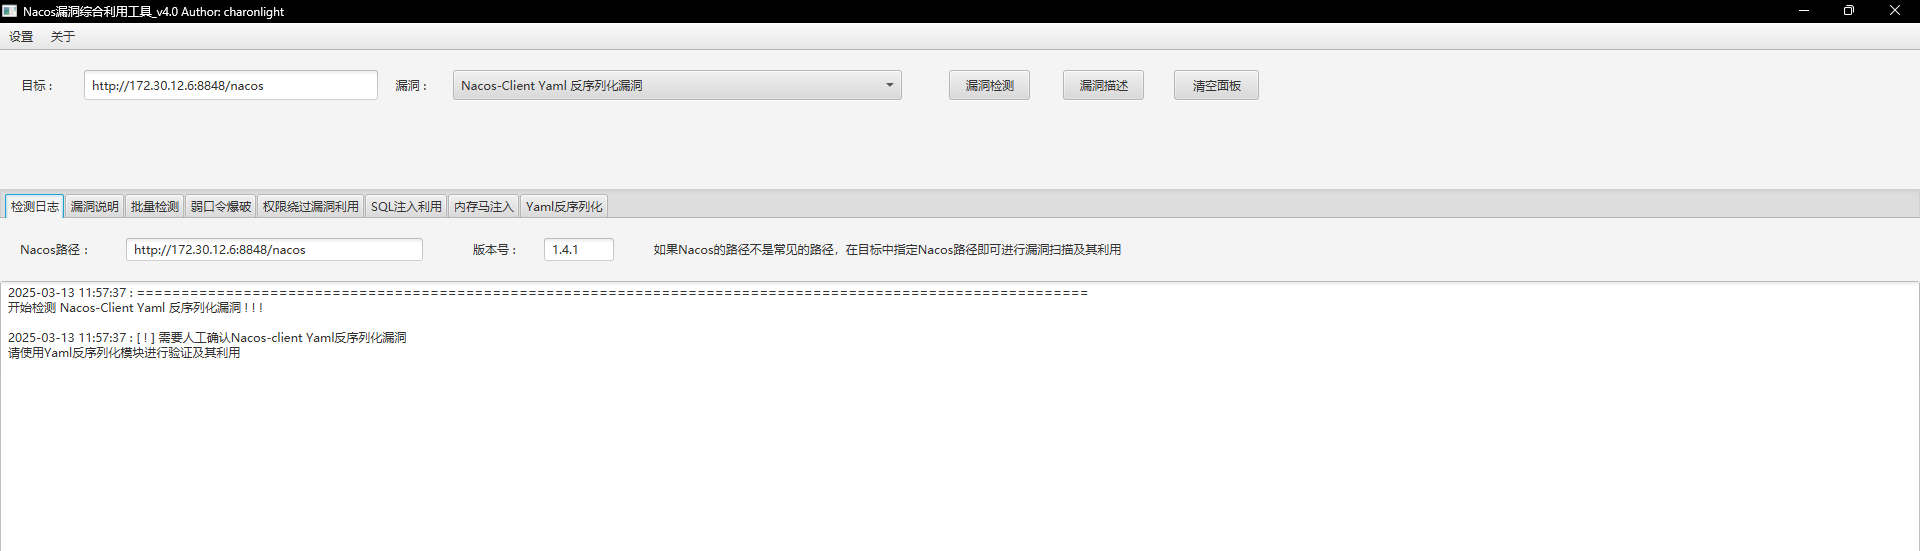 Nacos漏洞综合利用工具_v4.0 Author: charonlight
设置 关于
目标： http://172.30.12.6:8848/nacos 漏洞： Nacos-Client Yaml 反序列化漏洞 漏洞检测 漏洞描述 清空面板
检测日志 漏洞说明 批量检测 弱口令爆破 权限绕过漏洞利用 SQL注入利用 内存马注入 Yaml反序列化
Nacos路径： http://172.30.12.6:8848/nacos 版本号： 1.4.1 如果Nacos的路径不是常见的路径，在目标中指定Nacos路径即可进行漏洞扫描及其利用
2025-03-13 11:57:37 : ===========================================================================================================
开始检测 Nacos-Client Yaml 反序列化漏洞 ! ! !
2025-03-13 11:57:37 : [ ! ] 需要人工确认Nacos-client Yaml反序列化漏洞
请使用Yaml反序列化模块进行验证及其利用